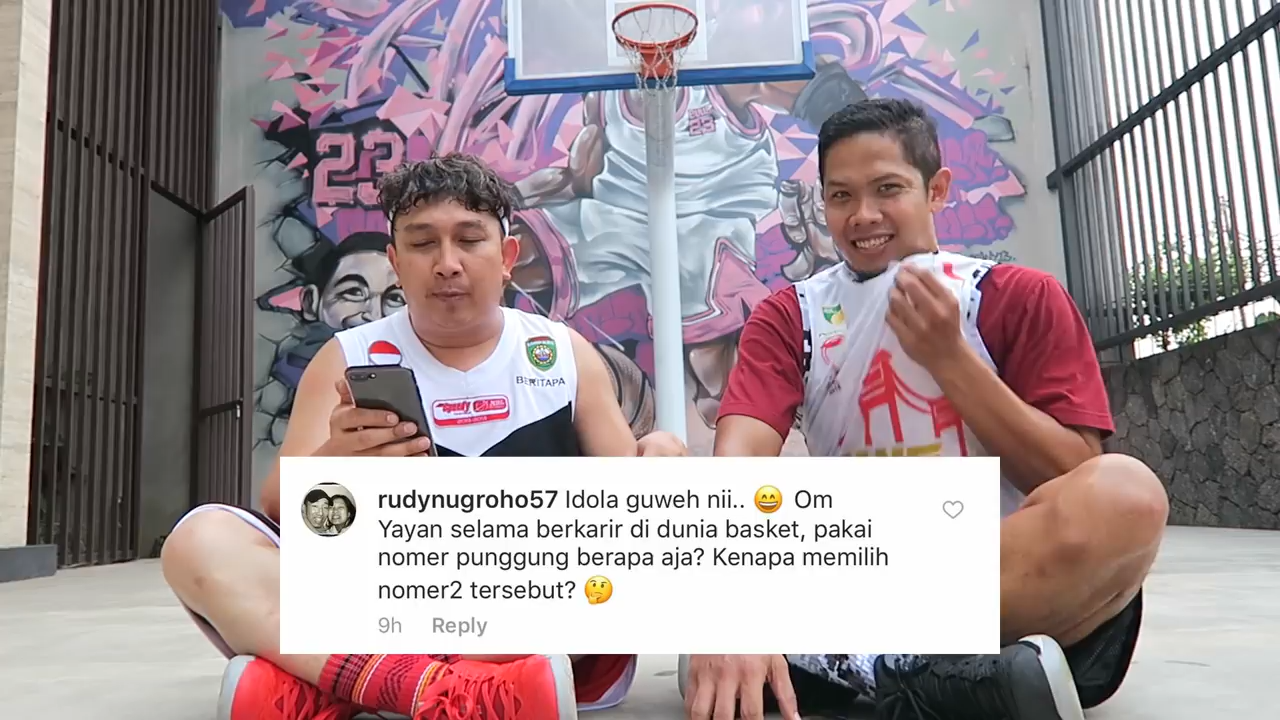 23
23
BERITAPA
rudynugroho57 Idola guweh nii.. 😄 Om
Yayan selama berkarir di dunia basket, pakai
nomer punggung berapa aja? Kenapa memilih
nomer2 tersebut? 🤔
9h Reply